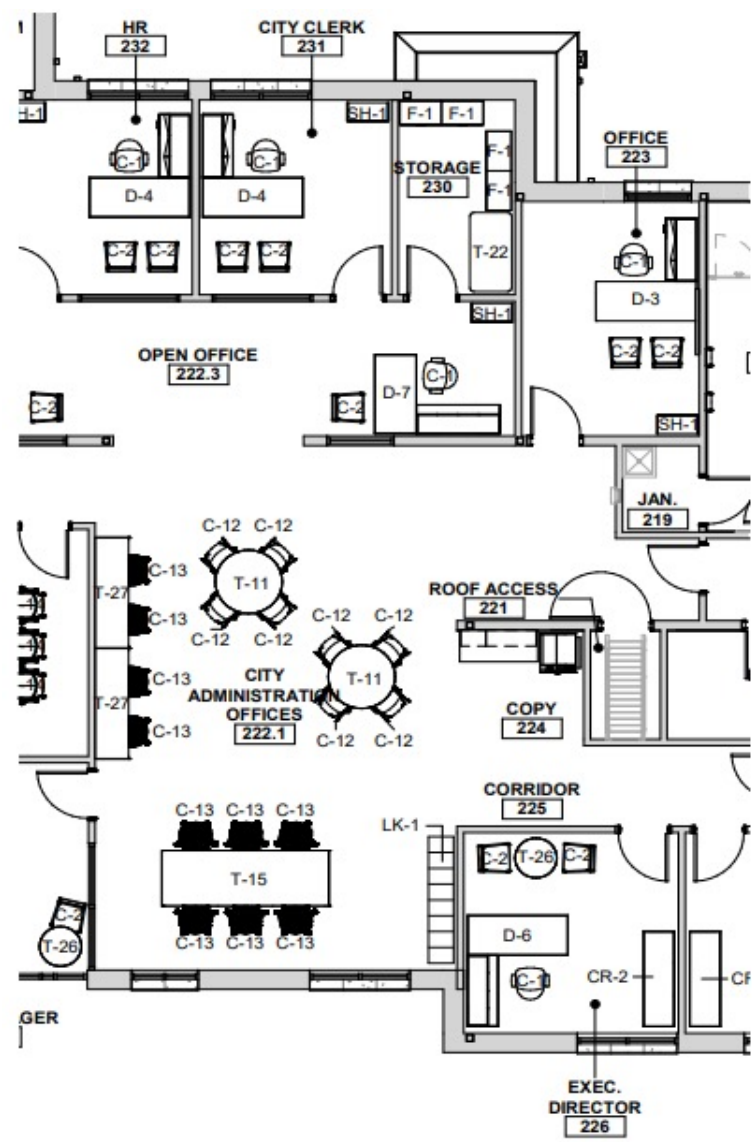 HR
232
CITY CLERK
231
SH-1
F-1
F-1
OFFICE
223
C-1
C-1
STORAGE
230
F-1
F-1
D-4
D-4
C-2
C-2
C-2
C-2
T-22
C-1
D-3
SH-1
OPEN OFFICE
222.3
C-2
C-2
C-2
C-2
D-7
C-1
SH-1
JAN.
219
C-12
C-12
C-13
T-11
T-27
C-13
C-12
C-12
ROOF ACCESS
221
C-12
C-12
C-13
T-11
T-27
CITY
ADMINISTRATION
OFFICES
222.1
C-13
C-12
C-12
COPY
224
CORRIDOR
225
C-13
C-13
C-13
LK-1
T-15
C-2
T-26
C-2
C-2
T-26
C-13
C-13
C-13
D-6
C-1
CR-2
GER
EXEC.
DIRECTOR
226